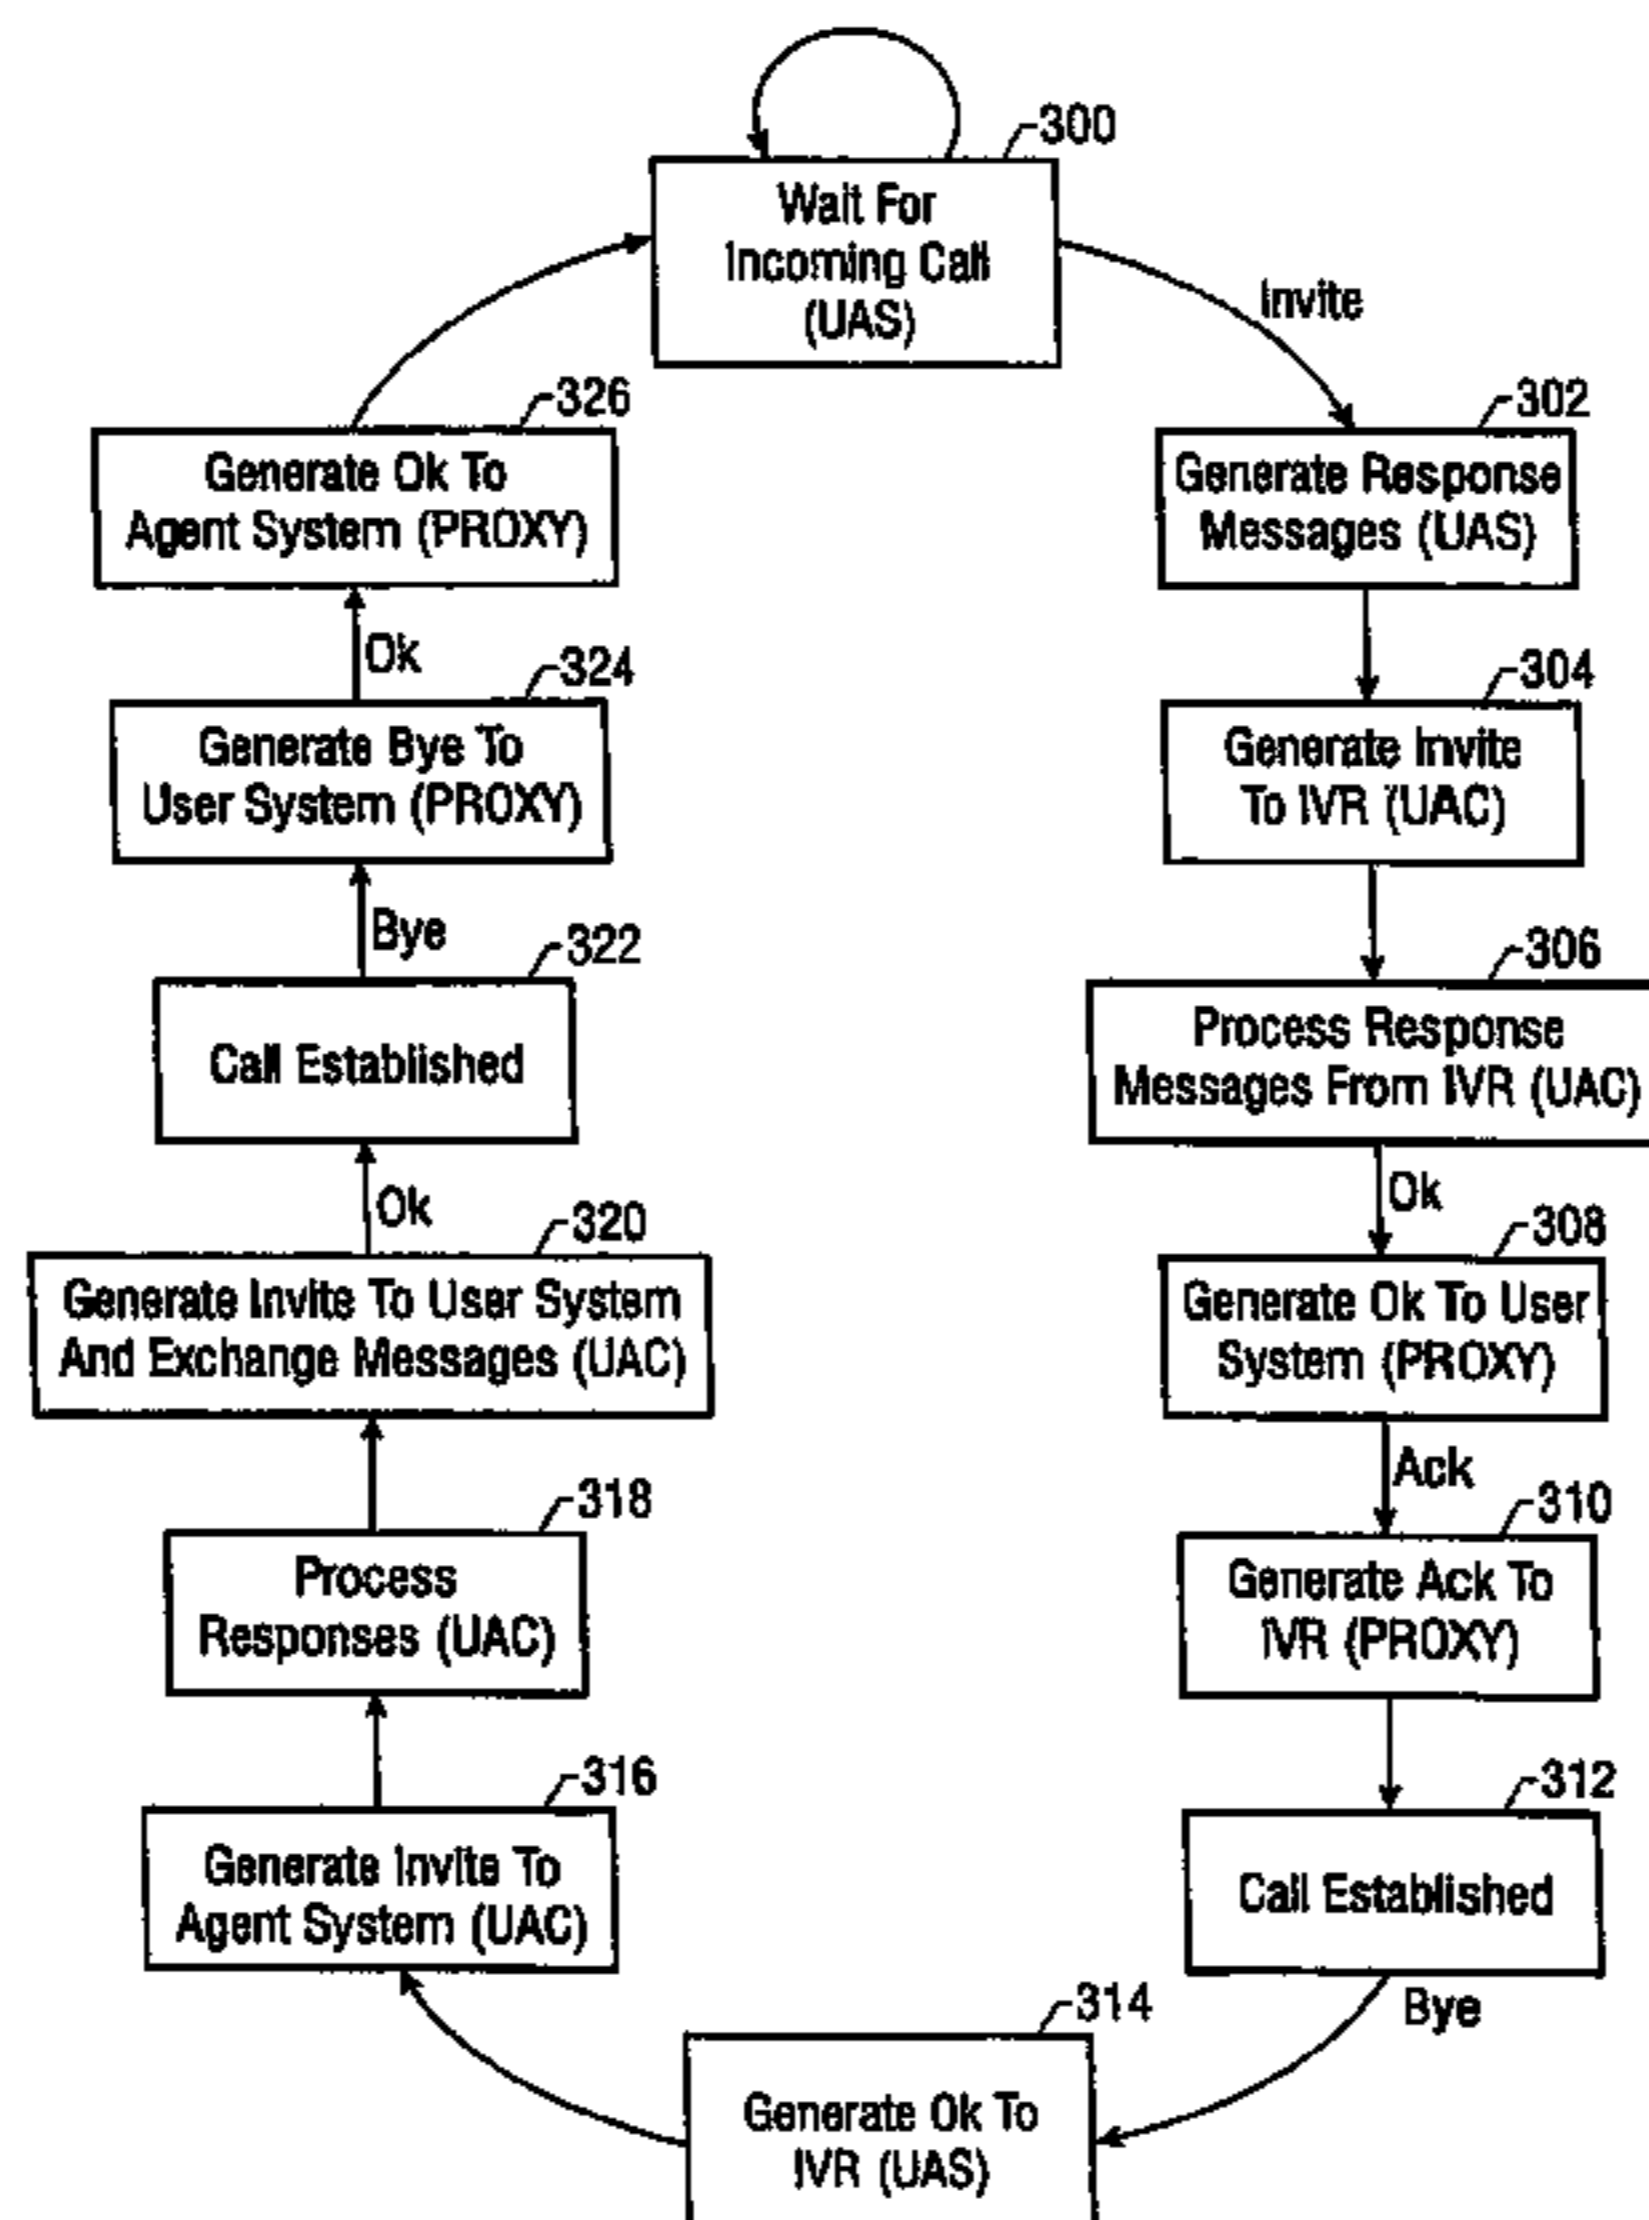 300
Wait For
Incoming Call
(UAS)
Invite
302
Generate Response
Messages (UAS)
304
Generate Invite
To IVR (UAC)
306
Process Response
Messages From IVR (UAC)
Ok
308
Generate Ok To User
System (PROXY)
Ack
310
Generate Ack To
IVR (PROXY)
312
Call Established
Bye
314
Generate Ok To
IVR (UAS)
316
Generate Invite To
Agent System (UAC)
318
Process
Responses (UAC)
320
Generate Invite To User System
And Exchange Messages (UAC)
Ok
322
Call Established
Bye
324
Generate Bye To
User System (PROXY)
Ok
326
Generate Ok To
Agent System (PROXY)